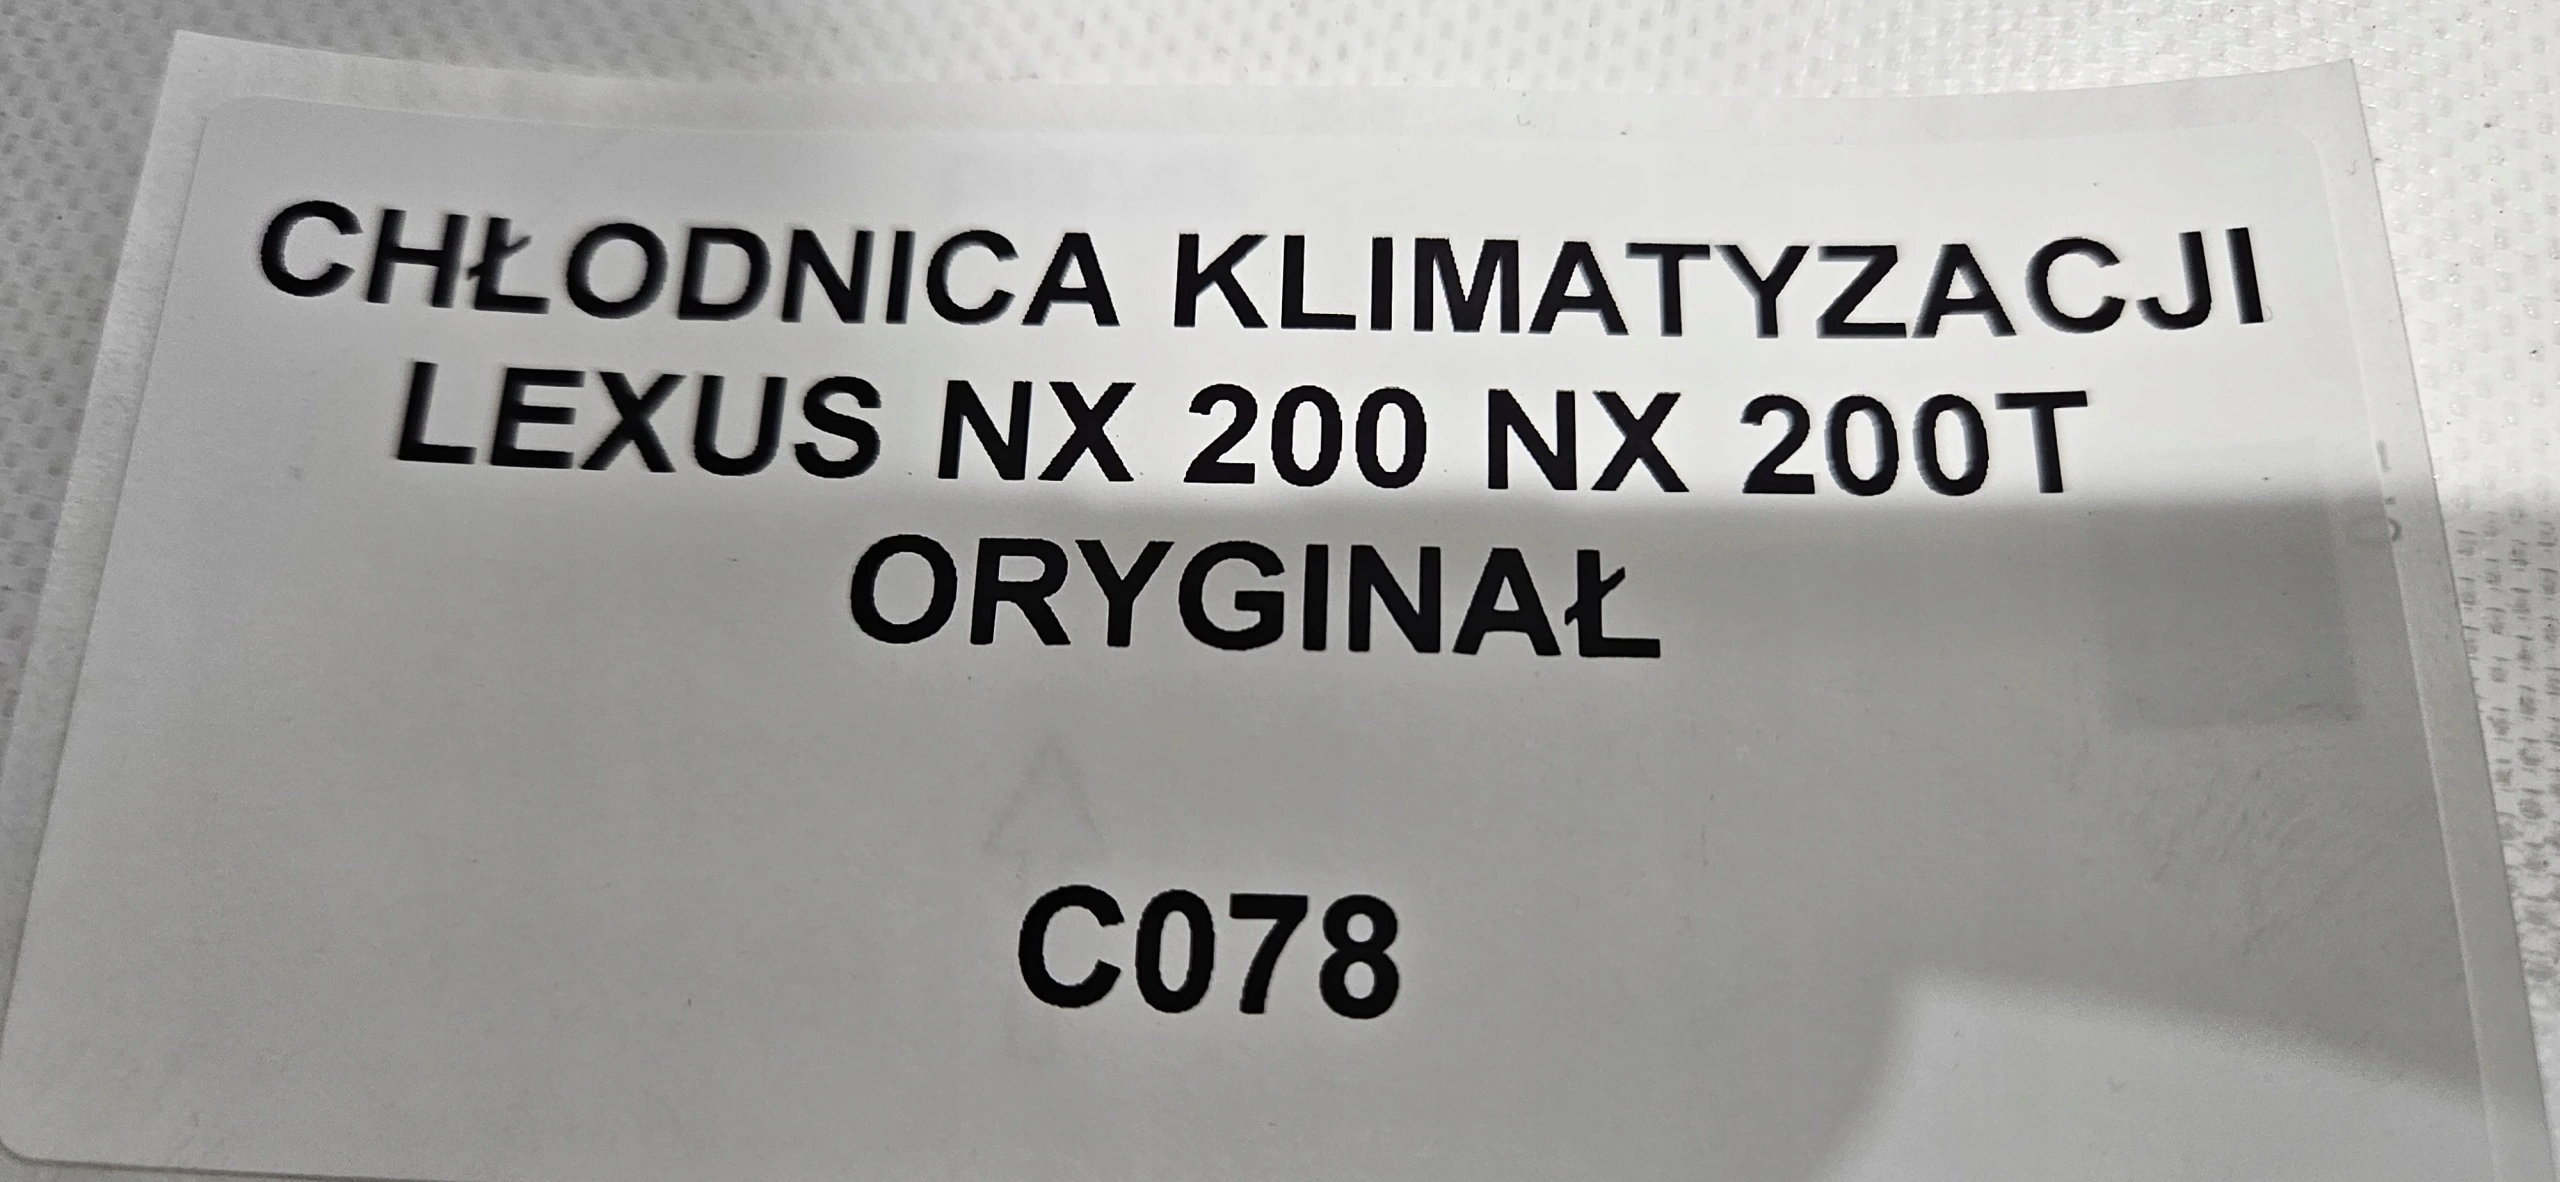 CHŁODNICA KLIMATYZACJI
LEXUS NX 200 NX 200T
ORYGINAŁ
C078